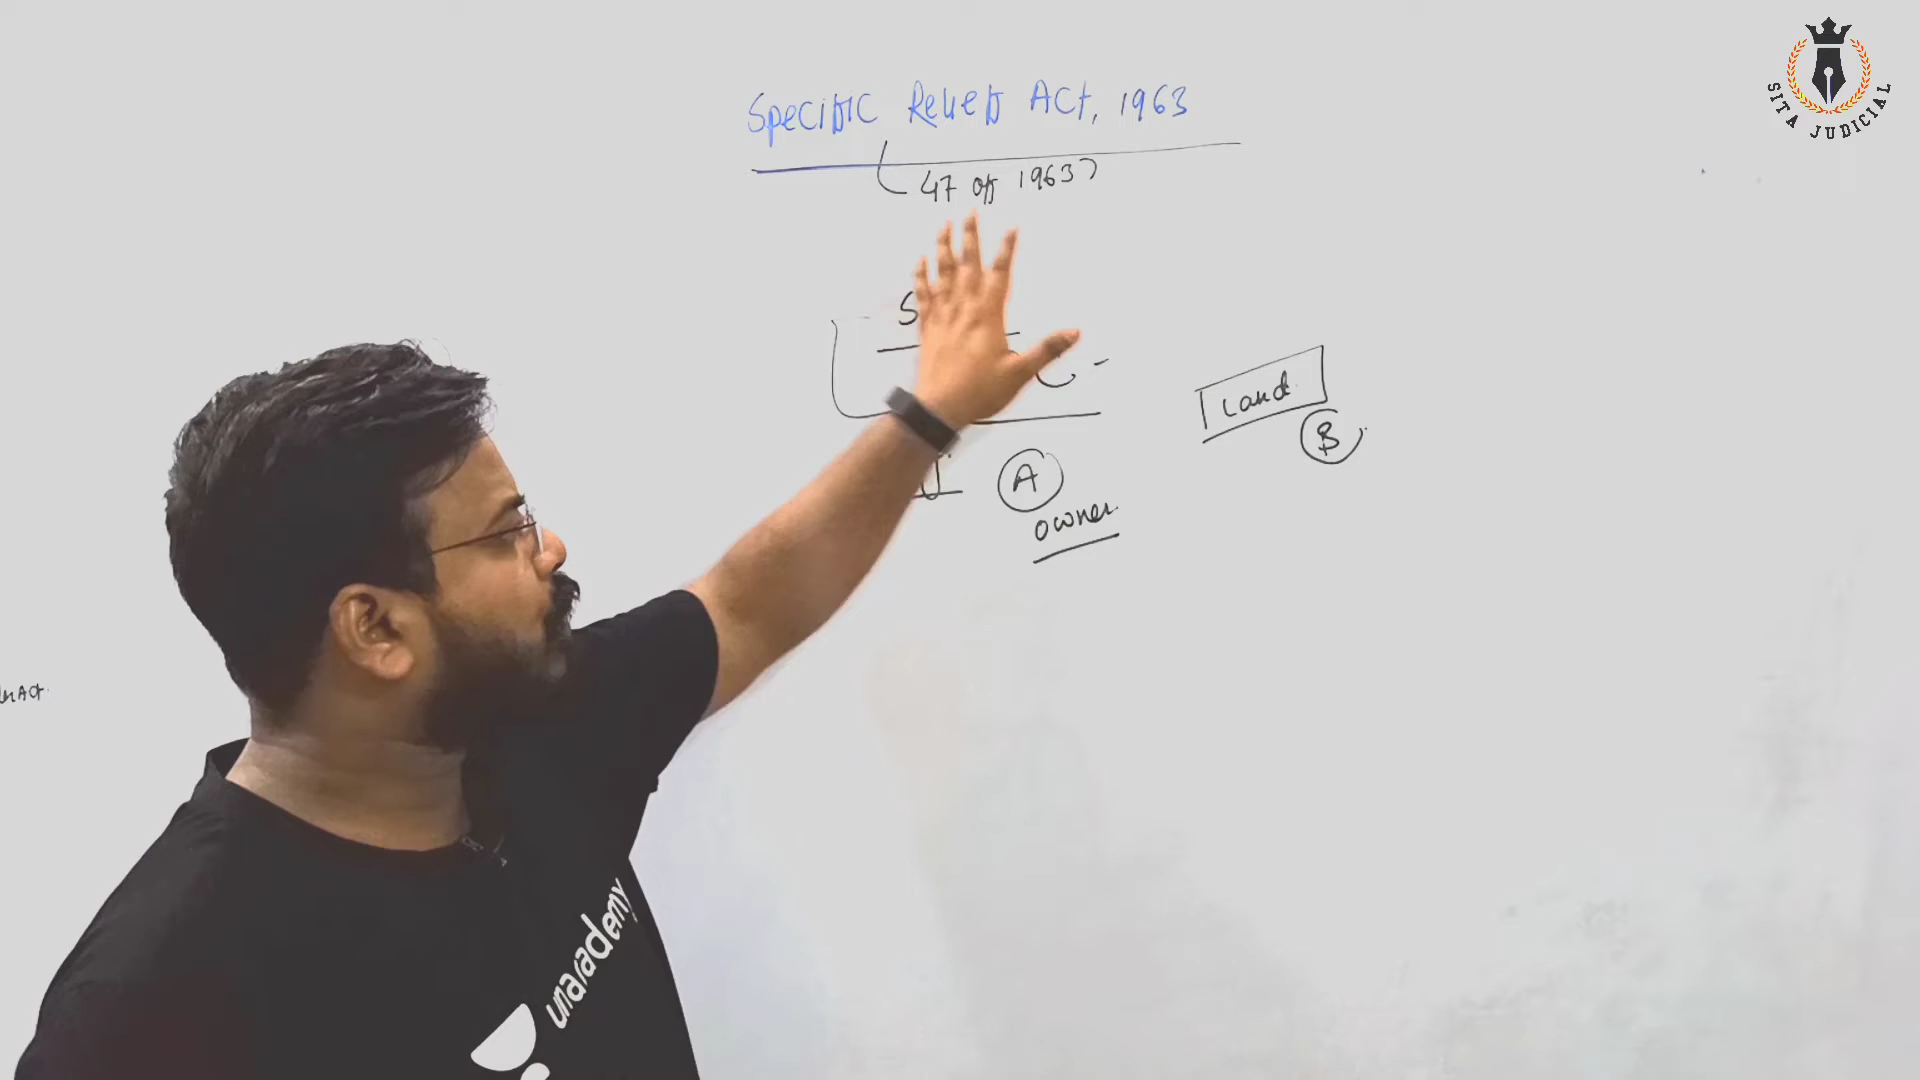 Specific Relief Act, 1963
(47 of 1963)
S
Land
B
A
owner
SITA JUDICIAL
unacademy